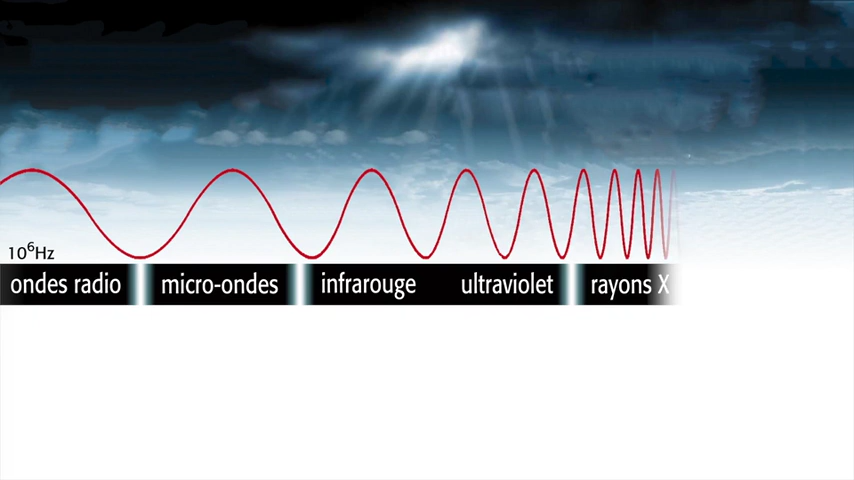 10⁶Hz
ondes radio micro-ondes infrarouge ultraviolet rayons X